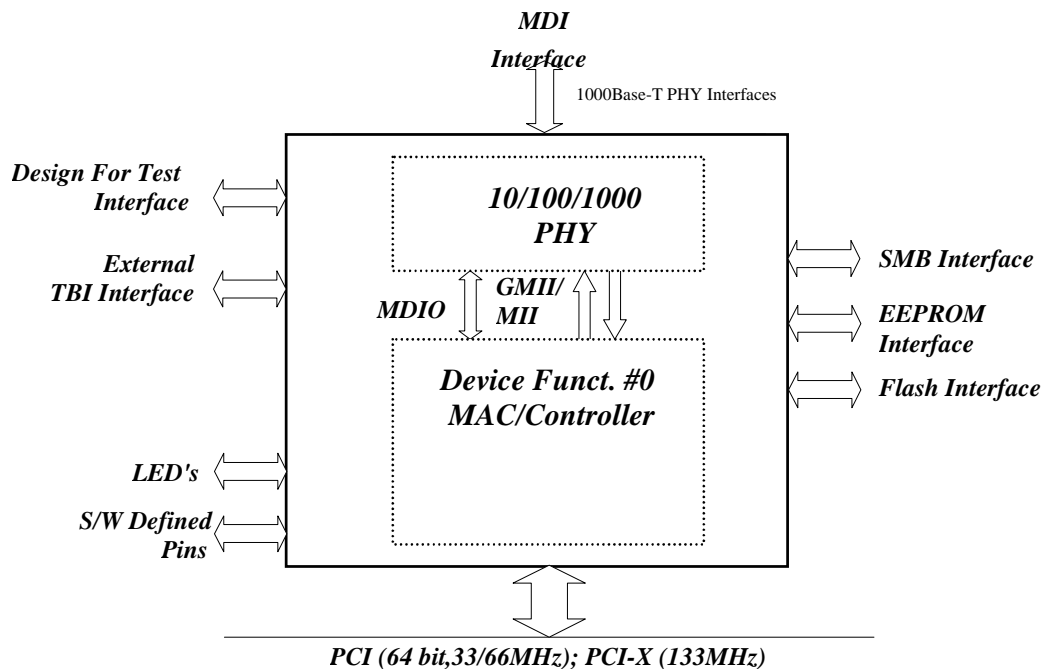 MDI
Interface
1000Base-T PHY Interfaces
Design For Test
Interface
10/100/1000
PHY
External
TBI Interface
SMB Interface
MDIO
GMII/
MII
EEPROM
Interface
Device Funct. #0
MAC/Controller
Flash Interface
LED's
S/W Defined
Pins
PCI (64 bit,33/66MHz); PCI-X (133MHz)